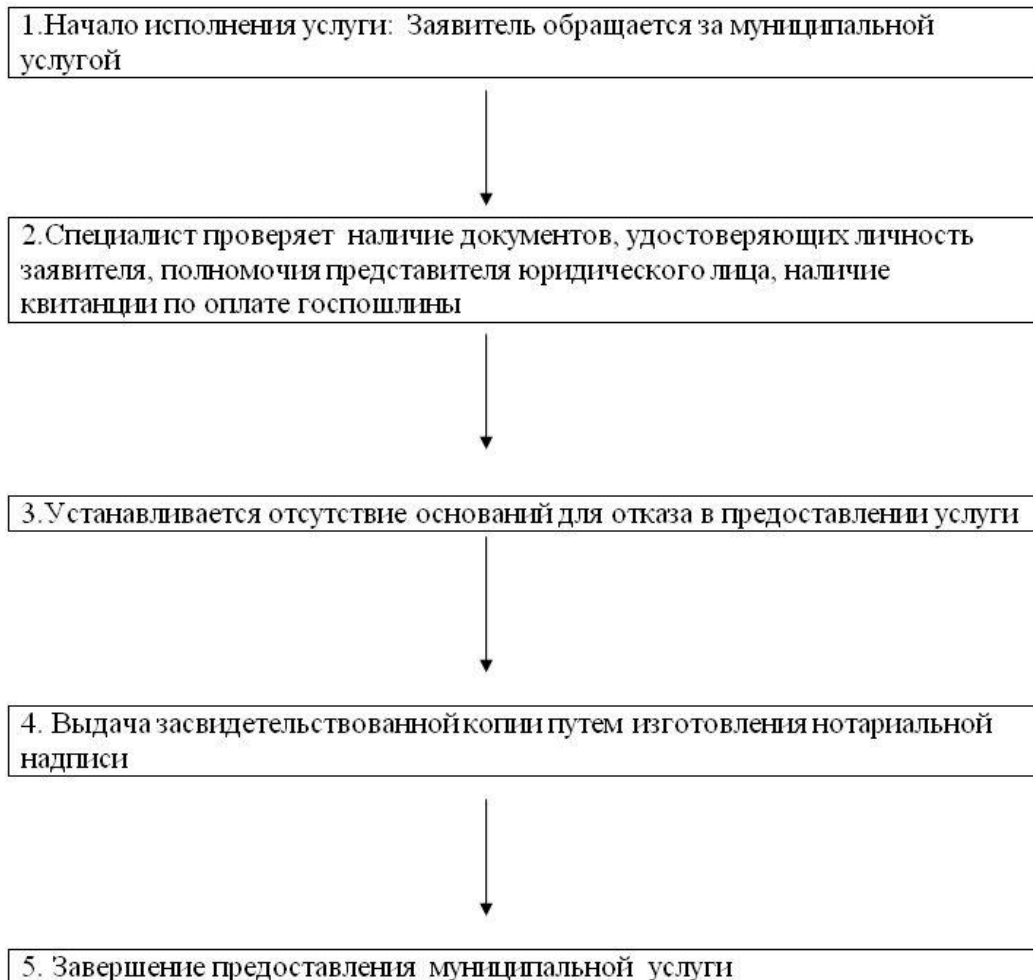 1.Начало исполнения услуги: Заявитель обращается за муниципальной
услугой
2.Специалист проверяет наличие документов, удостоверяющих личность
заявителя, полномочия представителя юридического лица, наличие
квитанции по оплате госпошлины
3.Устанавливается отсутствие оснований для отказа в предоставлении услуги
4. Выдача засвидетельствованной копии путем изготовления нотариальной
надписи
5. Завершение предоставления муниципальной услуги